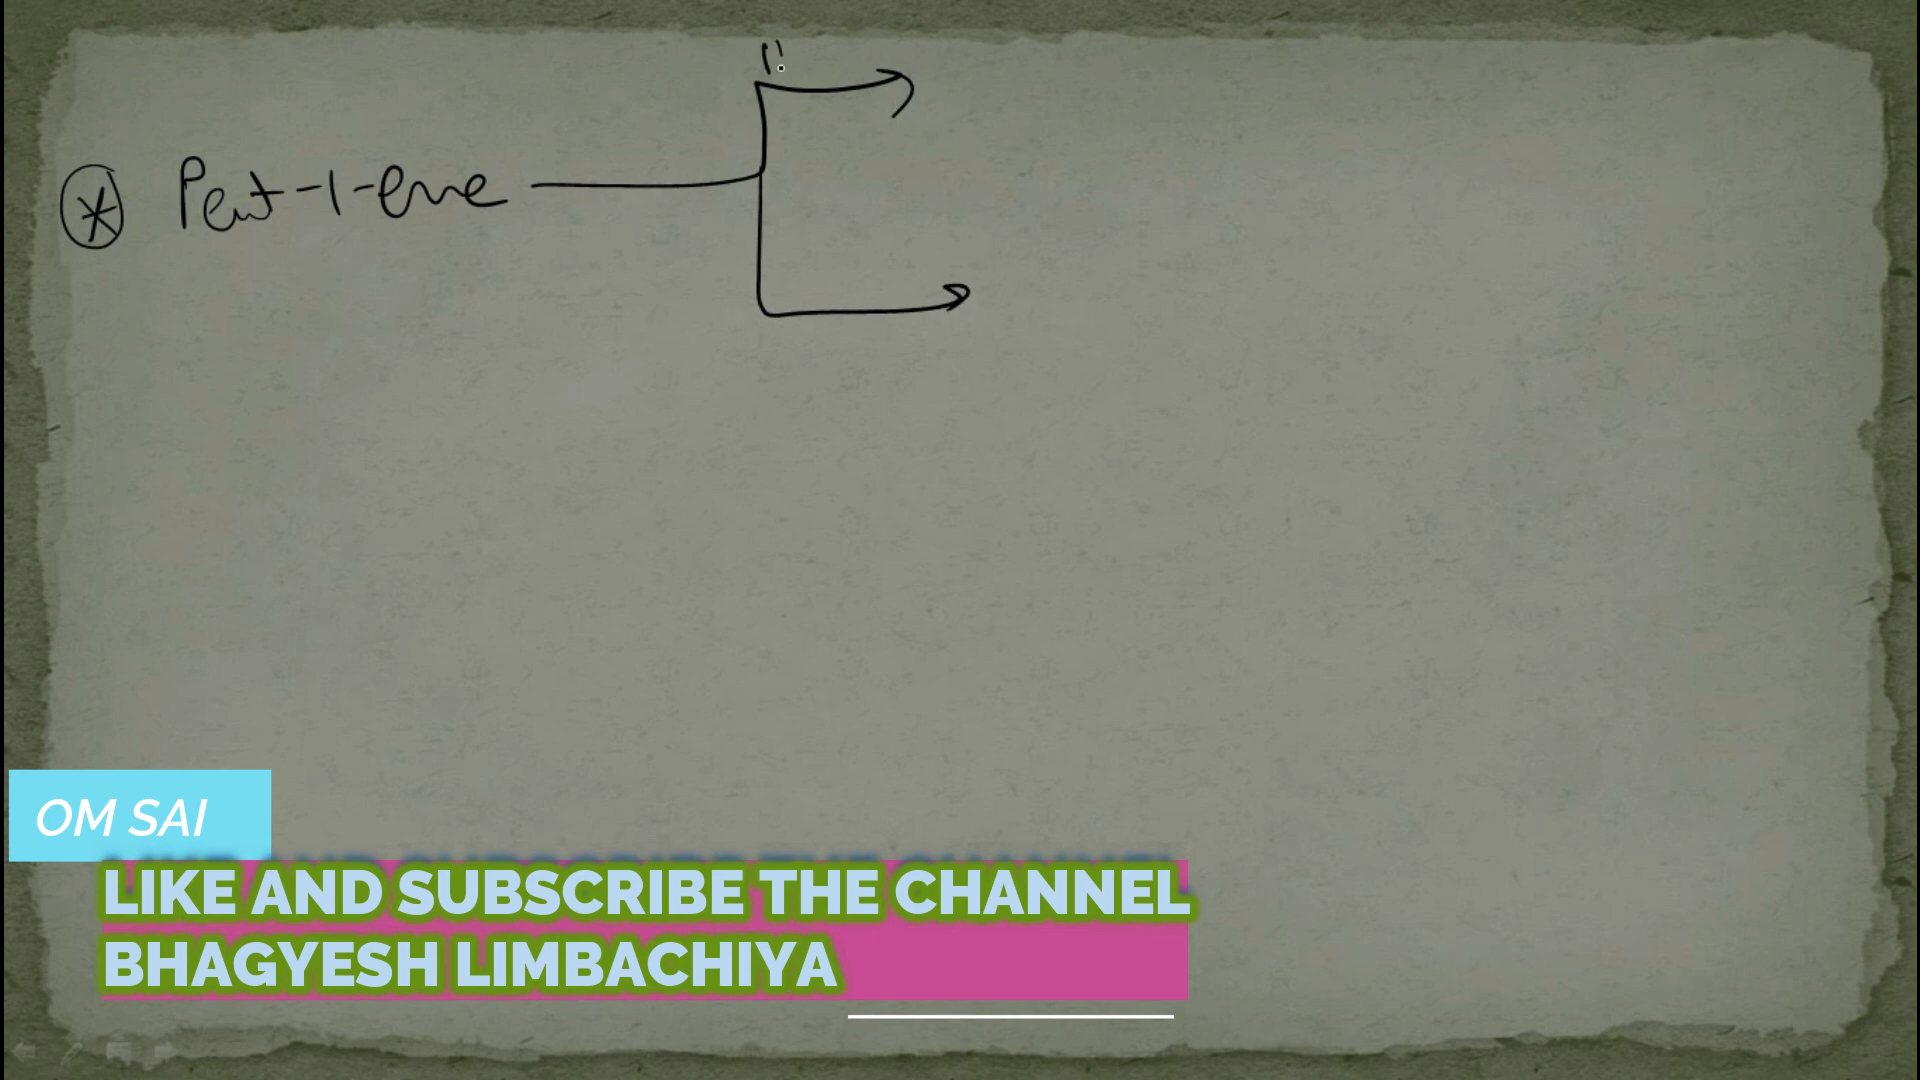 Pent-1-ene
OM SAI
LIKE AND SUBSCRIBE THE CHANNEL
BHAGYESH LIMBACHIYA